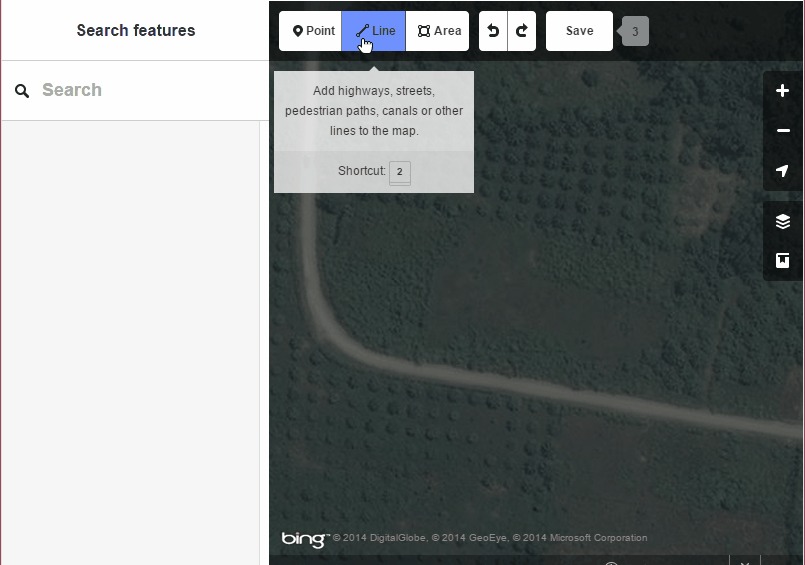 Search features
Point
Line
Area
Save
3
Search
Add highways, streets,
pedestrian paths, canals or other
lines to the map.
Shortcut: 2
bing™ © 2014 DigitalGlobe, © 2014 GeoEye, © 2014 Microsoft Corporation